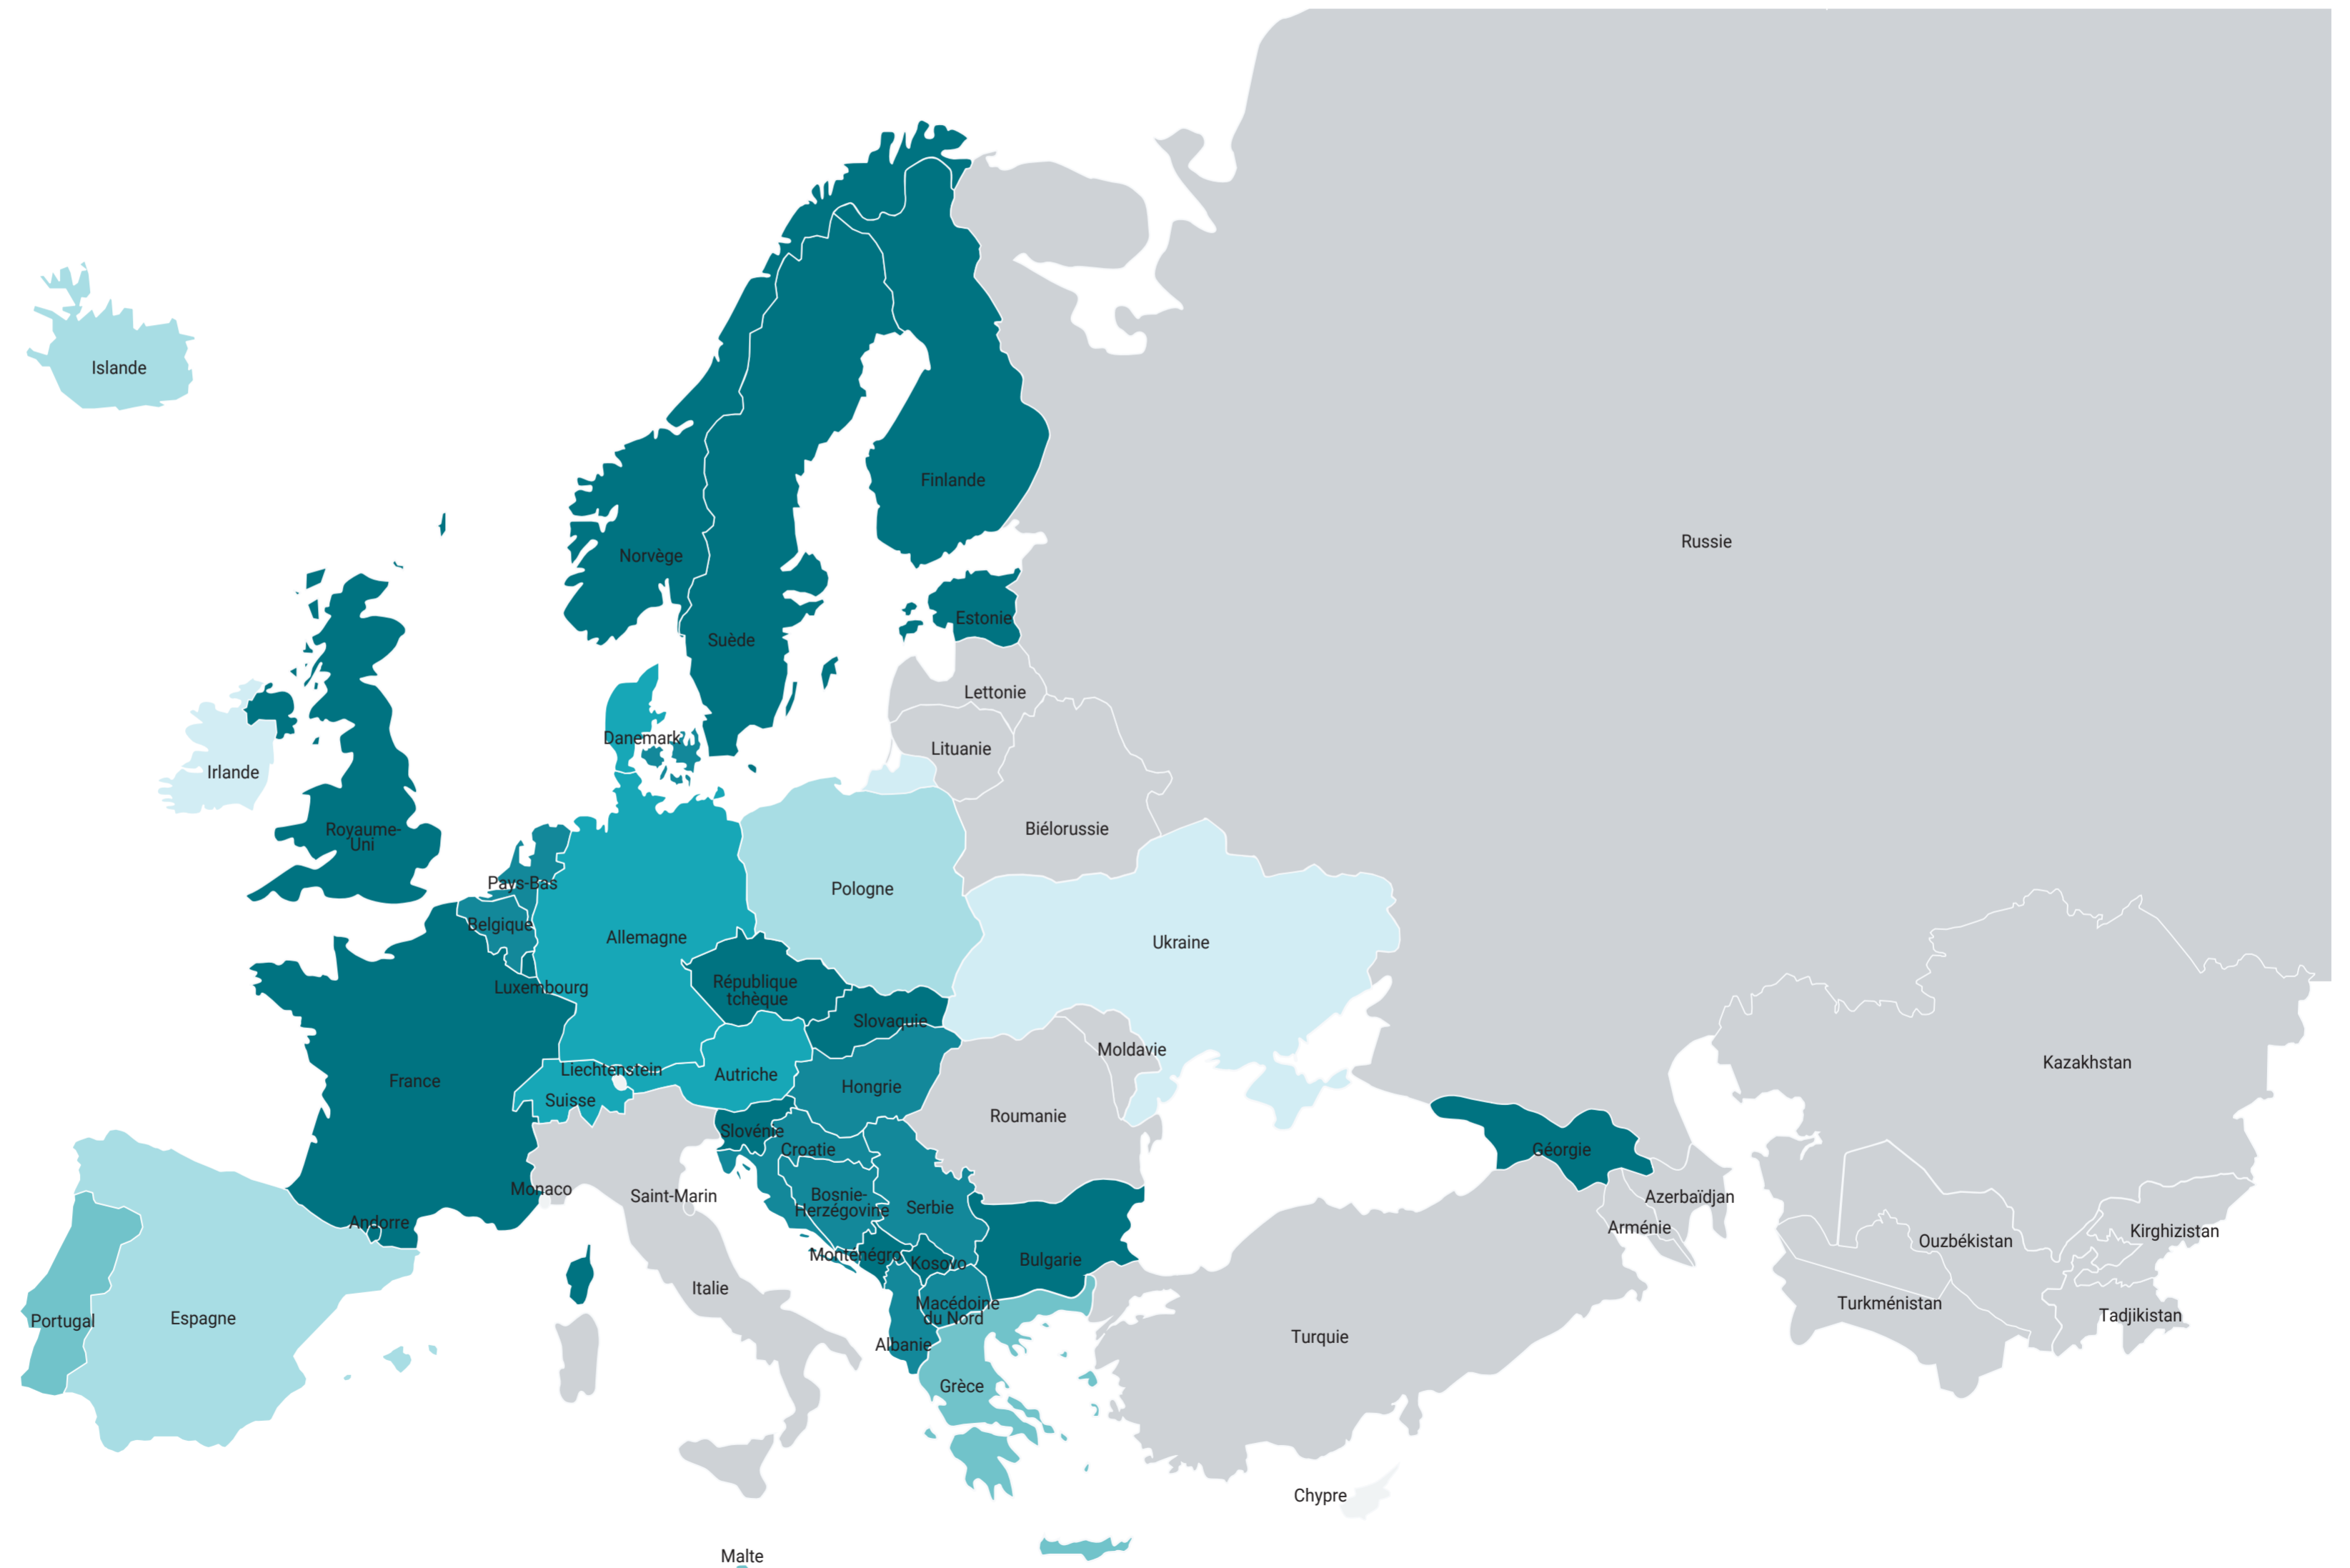 Islande
Finlande
Russie
Norvège
Estonie
Suède
Lettonie
Danemark
Lituanie
Irlande
Royaume-
Uni
Biélorussie
Pays-Bas
Pologne
Belgique
Allemagne
Ukraine
République
tchèque
Luxembourg
Slovaquie
Moldavie
Kazakhstan
Liechtenstein
Autriche
France
Hongrie
Suisse
Roumanie
Slovénie
Croatie
Géorgie
Monaco
Saint-Marin
Bosnie-
Herzégovine
Serbie
Azerbaïdjan
Andorre
Arménie
Kirghizistan
Ouzbékistan
Monténégro
Kosovo
Bulgarie
Italie
Macédoine
du Nord
Turkménistan
Tadjikistan
Portugal
Espagne
Turquie
Albanie
Grèce
Chypre
Malte